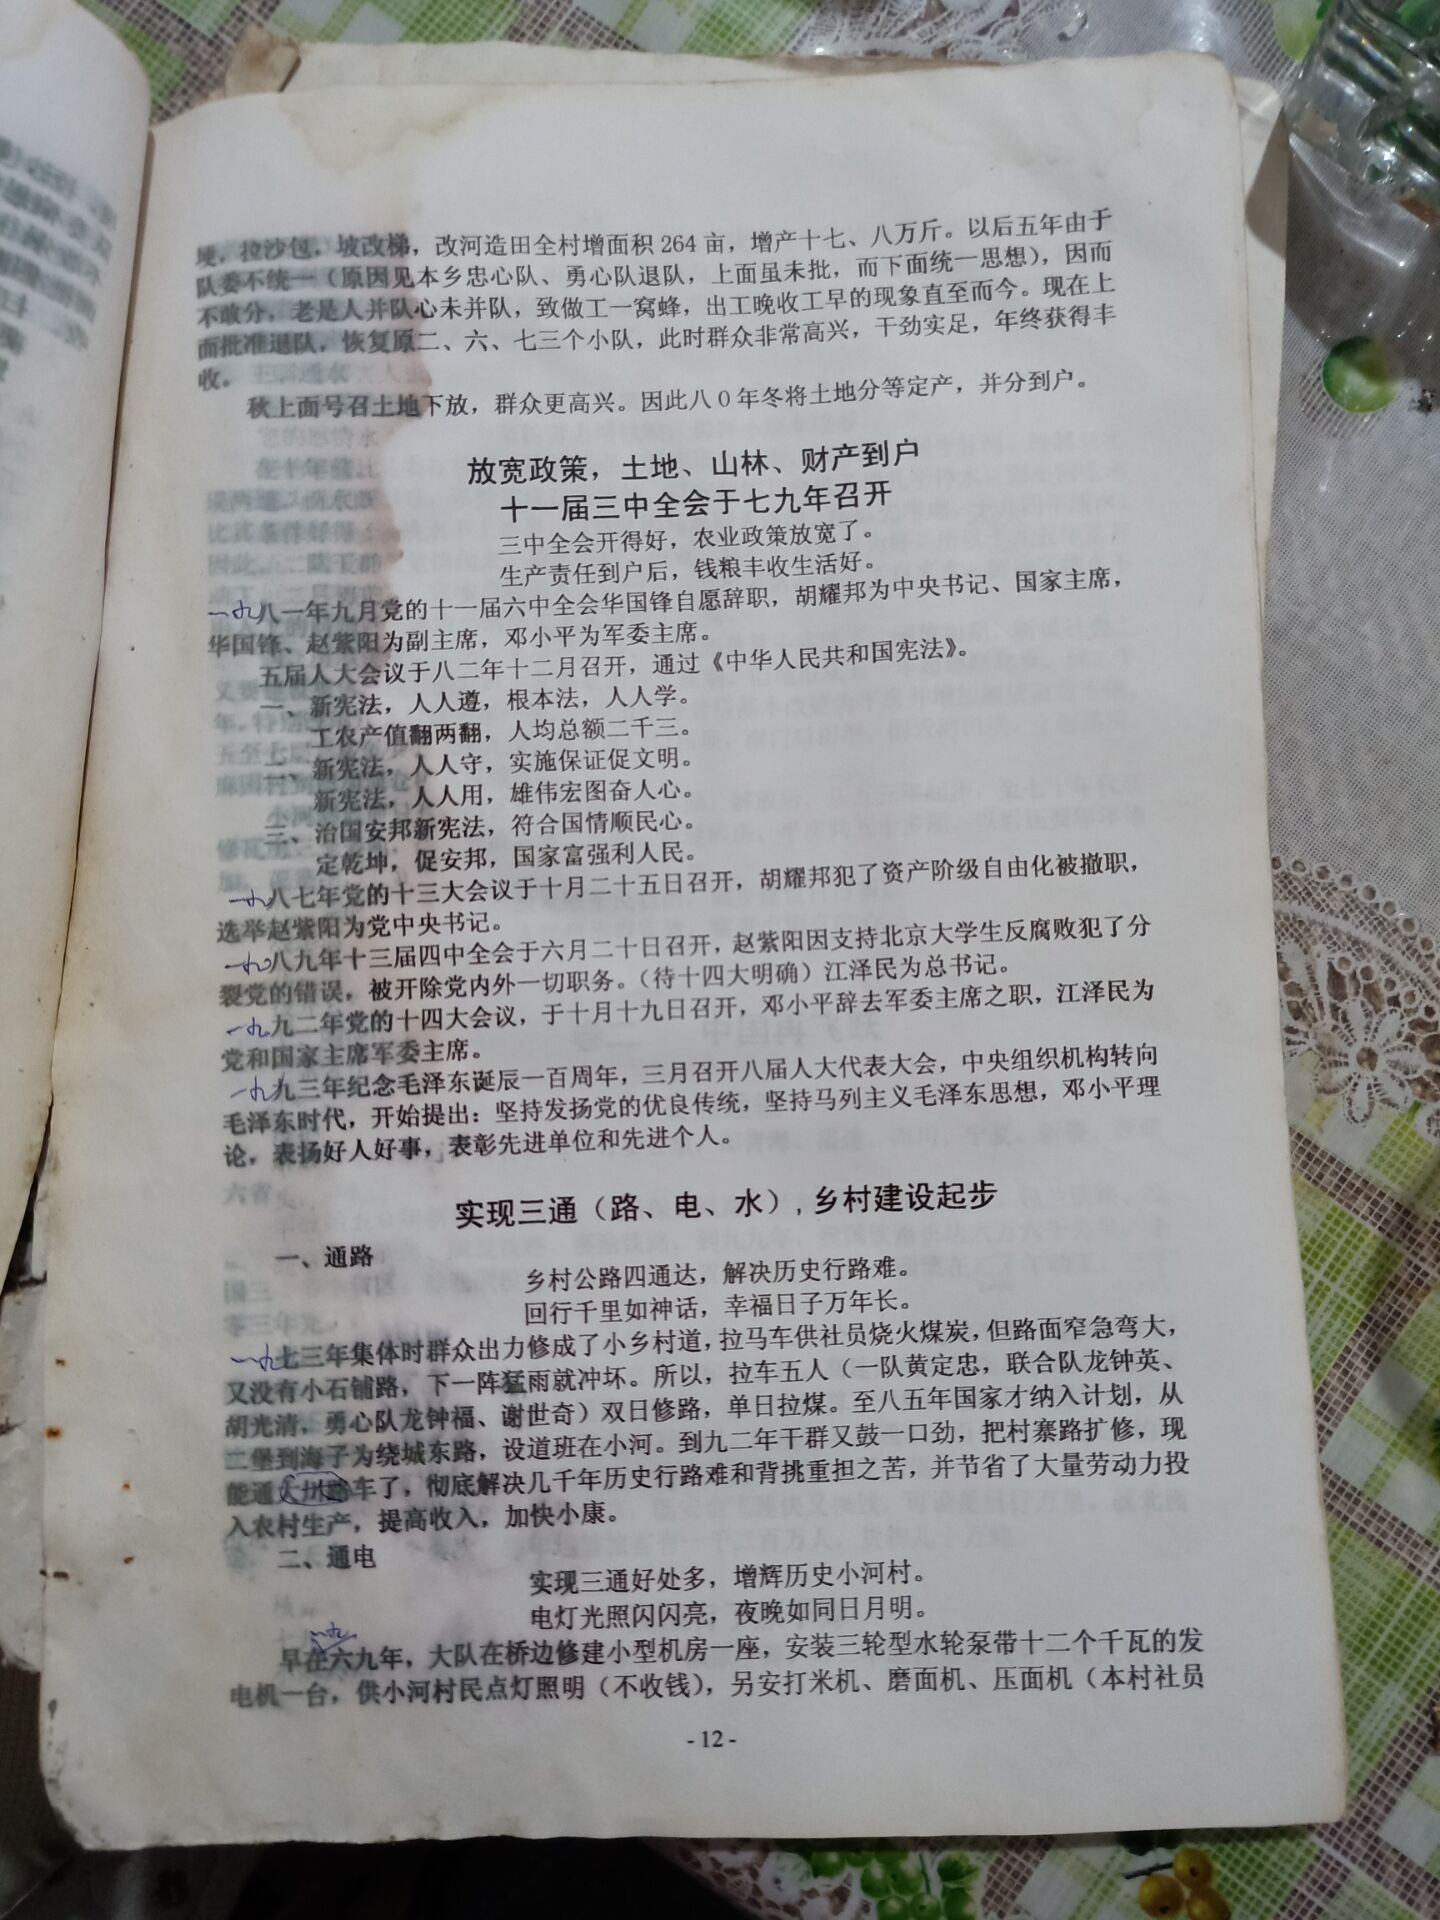 埂，拉沙包，坡改梯，改河造田全村增面积264亩，增产十七、八万斤。以后五年由于
队委不统一（原因见本乡忠心队、勇心队退队，上面虽未批，而下面统一思想），因而
不敢分，老是人并队心未并队，致做工一窝蜂，出工晚收工早的现象直至而今。现在上
面批准退队，恢复原二、六、七三个小队，此时群众非常高兴，干劲实足，年终获得丰
收。
秋上面号召土地下放，群众更高兴。因此八0年冬将土地分等定产，并分到户。
放宽政策，土地、山林、财产到户
十一届三中全会于七九年召开
三中全会开得好，农业政策放宽了。
生产责任到户后，钱粮丰收生活好。
一九八一年九月党的十一届六中全会华国锋自愿辞职，胡耀邦为中央书记、国家主席，
华国锋、赵紫阳为副主席，邓小平为军委主席。
五届人大会议于八二年十二月召开，通过《中华人民共和国宪法》。
一、新宪法，人人遵，根本法，人人学。
工农产值翻两翻，人均总额二千三。
二、新宪法，人人守，实施保证促文明。
新宪法，人人用，雄伟宏图奋人心。
三、治国安邦新宪法，符合国情顺民心。
定乾坤，促安邦，国家富强利人民。
一九八七年党的十三大会议于十月二十五日召开，胡耀邦犯了资产阶级自由化被撤职，
选举赵紫阳为党中央书记。
一九八九年十三届四中全会于六月二十日召开，赵紫阳因支持北京大学生反腐败犯了分
裂党的错误，被开除党内外一切职务。（待十四大明确）江泽民为总书记。
一九九二年党的十四大会议，于十月十九日召开，邓小平辞去军委主席之职，江泽民为
党和国家主席军委主席。
一九九三年纪念毛泽东诞辰一百周年，三月召开八届人大代表大会，中央组织机构转向
毛泽东时代，开始提出：坚持发扬党的优良传统，坚持马列主义毛泽东思想，邓小平理
论，表扬好人好事，表彰先进单位和先进个人。
实现三通（路、电、水），乡村建设起步
一、通路
乡村公路四通达，解决历史行路难。
回行千里如神话，幸福日子万年长。
一九七三年集体时群众出力修成了小乡村道，拉马车供社员烧火煤炭，但路面窄急弯大，
又没有小石铺路，下一阵猛雨就冲坏。所以，拉车五人（一队黄定忠，联合队龙钟英、
胡光清，勇心队龙钟福、谢世奇）双日修路，单日拉煤。至八五年国家才纳入计划，从
二堡到海子为绕城东路，设道班在小河。到九二年干群又鼓一口劲，把村寨路扩修，现
能通车了，彻底解决几千年历史行路难和背挑重担之苦，并节省了大量劳动力投
入农村生产，提高收入，加快小康。
二、通电
实现三通好处多，增辉历史小河村。
电灯光照闪闪亮，夜晚如同日月明。
早在一九六九年，大队在桥边修建小型机房一座，安装三轮型水轮泵带十二个千瓦的发
电机一台，供小河村民点灯照明（不收钱），另安打米机、磨面机、压面机（本村社员
- 12 -